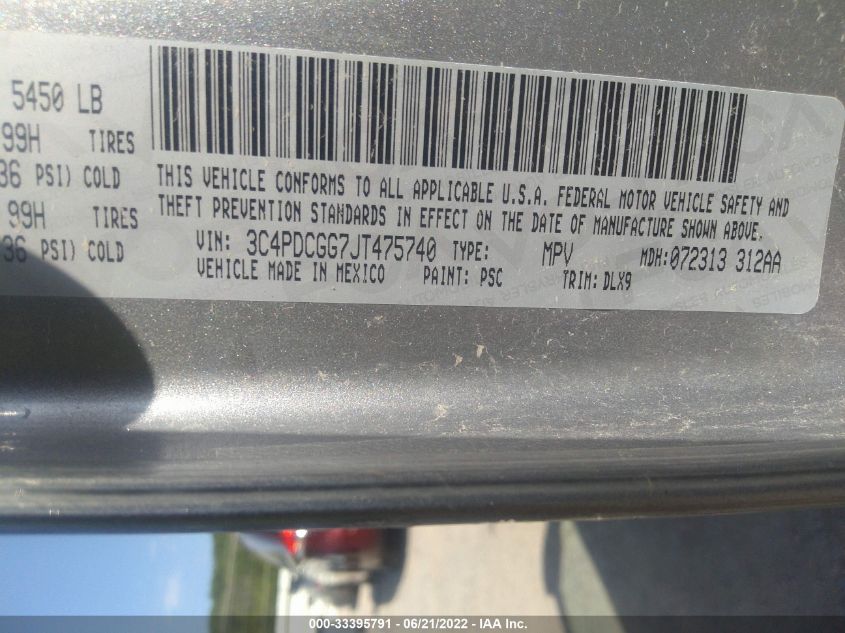 5450 LB
99H TIRES
36 PSI) COLD
99H TIRES
36 PSI) COLD
THIS VEHICLE CONFORMS TO ALL APPLICABLE U.S.A. FEDERAL MOTOR VEHICLE SAFETY AND
THEFT PREVENTION STANDARDS IN EFFECT ON THE DATE OF MANUFACTURE SHOWN ABOVE.
VIN: 3C4PDCGG7JT475740 TYPE: MPV MDH:072313 312AA
VEHICLE MADE IN MEXICO PAINT: PSC TRIM: DLX9
000-33395791 - 06/21/2022 - IAA Inc.